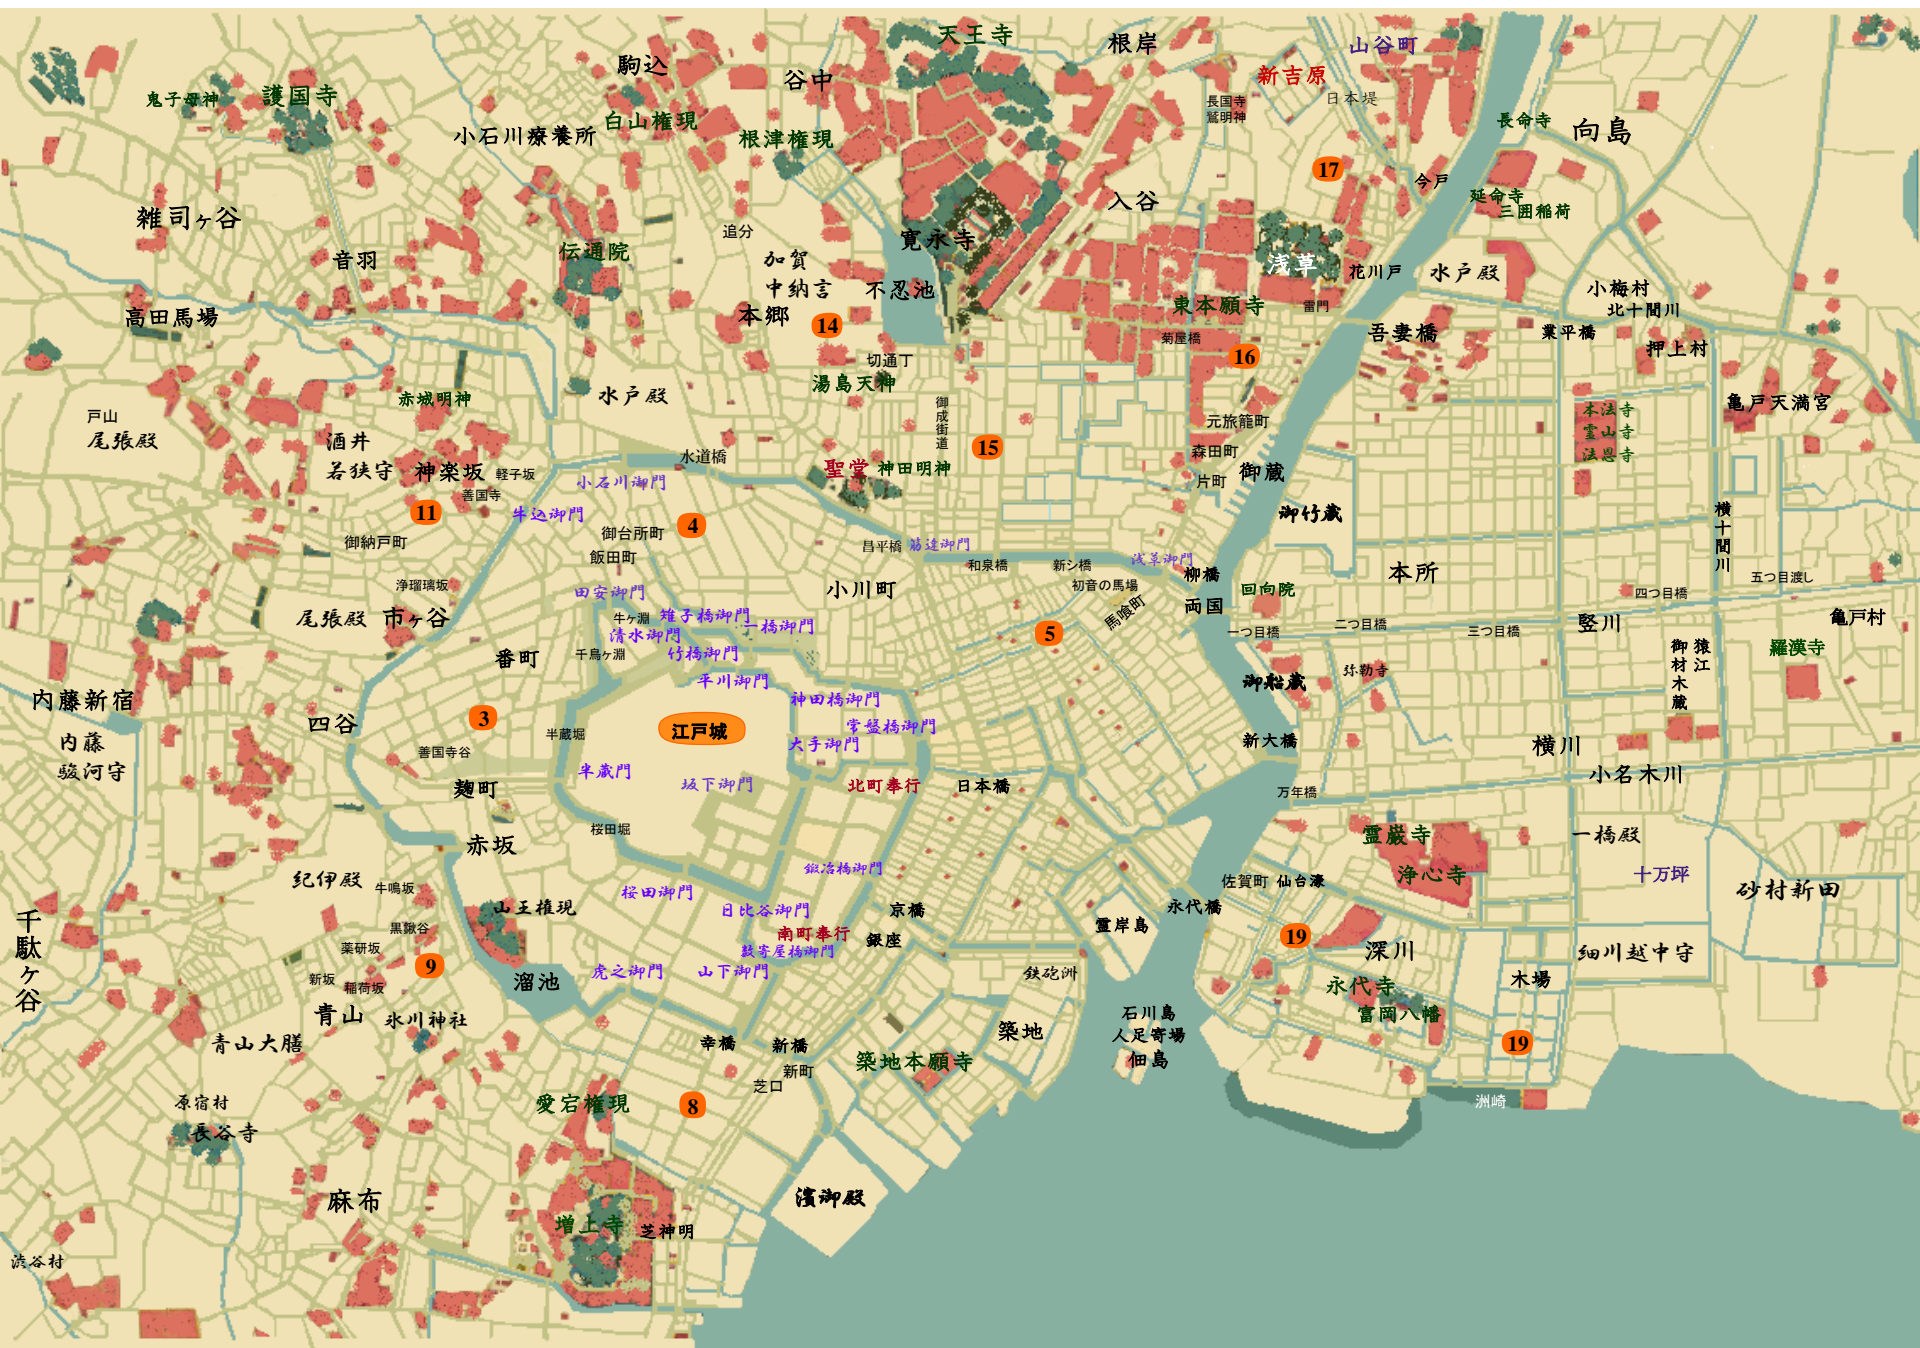 天王寺
根岸
山谷町
駒込
谷中
新吉原
鬼子母神
護国寺
日本堤
長国寺
鷲明神
白山権現
小石川療養所
根津権現
長命寺
向島
17
今戸
延命寺
三囲稲荷
入谷
雑司ヶ谷
追分
寛永寺
伝通院
音羽
加賀
中納言
浅草
花川戸
水戸殿
不忍池
小梅村
北十間川
高田馬場
本郷
14
東本願寺
雷門
吾妻橋
業平橋
押上村
菊屋橋
16
切通丁
湯島天神
赤城明神
水戸殿
亀戸天満宮
本法寺
霊山寺
法恩寺
戸山
尾張殿
御成街道
元旅籠町
酒井
若狭守
15
森田町
水道橋
聖堂
神田明神
神楽坂
軽子坂
御蔵
片町
小石川御門
善国寺
11
牛込御門
4
御竹蔵
横十間川
御台所町
御納戸町
飯田町
昌平橋
筋違御門
浅草御門
和泉橋
新シ橋
柳橋
本所
五つ目渡し
浄瑠璃坂
田安御門
小川町
初音の馬場
馬喰町
両国
回向院
四つ目橋
尾張殿
市ヶ谷
牛ヶ淵
雉子橋御門
一橋御門
清水御門
5
一つ目橋
二つ目橋
三つ目橋
竪川
亀戸村
番町
千鳥ヶ淵
竹橋御門
羅漢寺
猿江
御材木蔵
平川御門
弥勒寺
御船蔵
内藤新宿
神田橋御門
四谷
3
半蔵堀
江戸城
常盤橋御門
大手御門
新大橋
内藤
駿河守
善国寺谷
横川
半蔵門
坂下御門
北町奉行
日本橋
小名木川
麹町
万年橋
桜田堀
赤坂
霊巌寺
一橋殿
鍛冶橋御門
浄心寺
十万坪
紀伊殿
牛鳴坂
桜田御門
佐賀町
仙台濠
砂村新田
山王権現
日比谷御門
京橋
永代橋
千駄ヶ谷
黒鍬谷
南町奉行
銀座
霊岸島
19
薬研坂
数寄屋橋御門
深川
細川越中守
9
新坂
稲荷坂
溜池
虎之御門
山下御門
鉄砲洲
木場
永代寺
青山
氷川神社
石川島
人足寄場
富岡八幡
青山大膳
幸橋
新橋
築地
佃島
19
築地本願寺
新町
芝口
原宿村
愛宕権現
8
洲崎
長谷寺
麻布
濱御殿
増上寺
芝神明
渋谷村